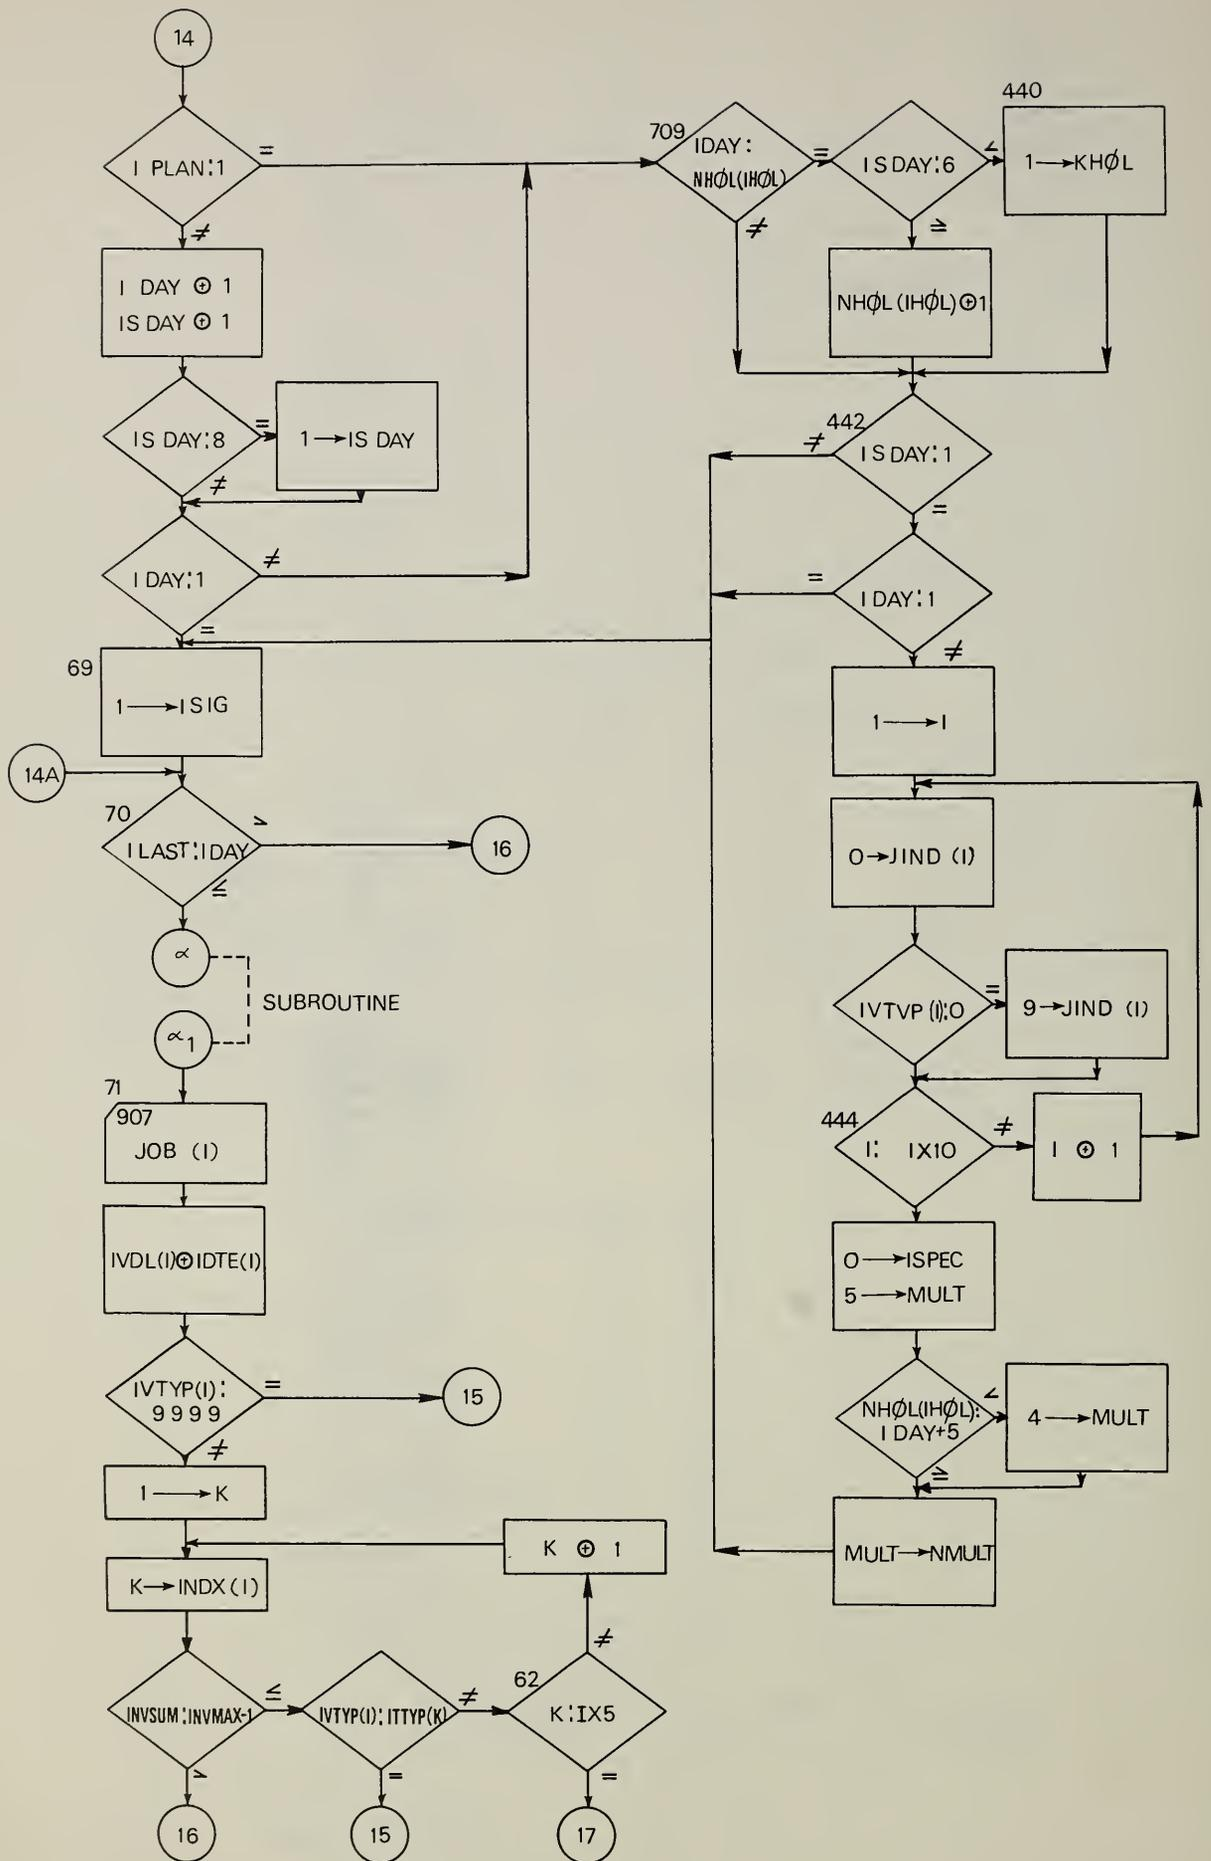 14
I PLAN:1
=
≠
I DAY ⊕ 1
IS DAY ⊕ 1
IS DAY:8
=
1→IS DAY
≠
I DAY:1
≠
=
69
1→ISIG
14A
70
I LAST:IDAY
>
16
≤
α
SUBROUTINE
α1
71
907
JOB (I)
IVDL(I)⊕IDTE(I)
IVTYP(I):
9999
=
15
≠
1→K
K ⊕ 1
K→INDX(I)
INVSUM:INVMAX-1
≤
>
16
IVTYP(I):ITTYP(K)
≠
=
15
62
K:IX5
≠
=
17
709
IDAY:
NHØL(IHØL)
=
≠
ISDAY:6
<
≥
440
1→KHØL
NHØL(IHØL)⊕1
442
ISDAY:1
≠
=
IDAY:1
=
≠
1→I
0→JIND (I)
IVTVP(I):0
=
9→JIND (I)
444
I: IX10
≠
I ⊕ 1
0→ISPEC
5→MULT
NHØL(IHØL):
I DAY+5
<
4→MULT
≥
MULT→NMULT